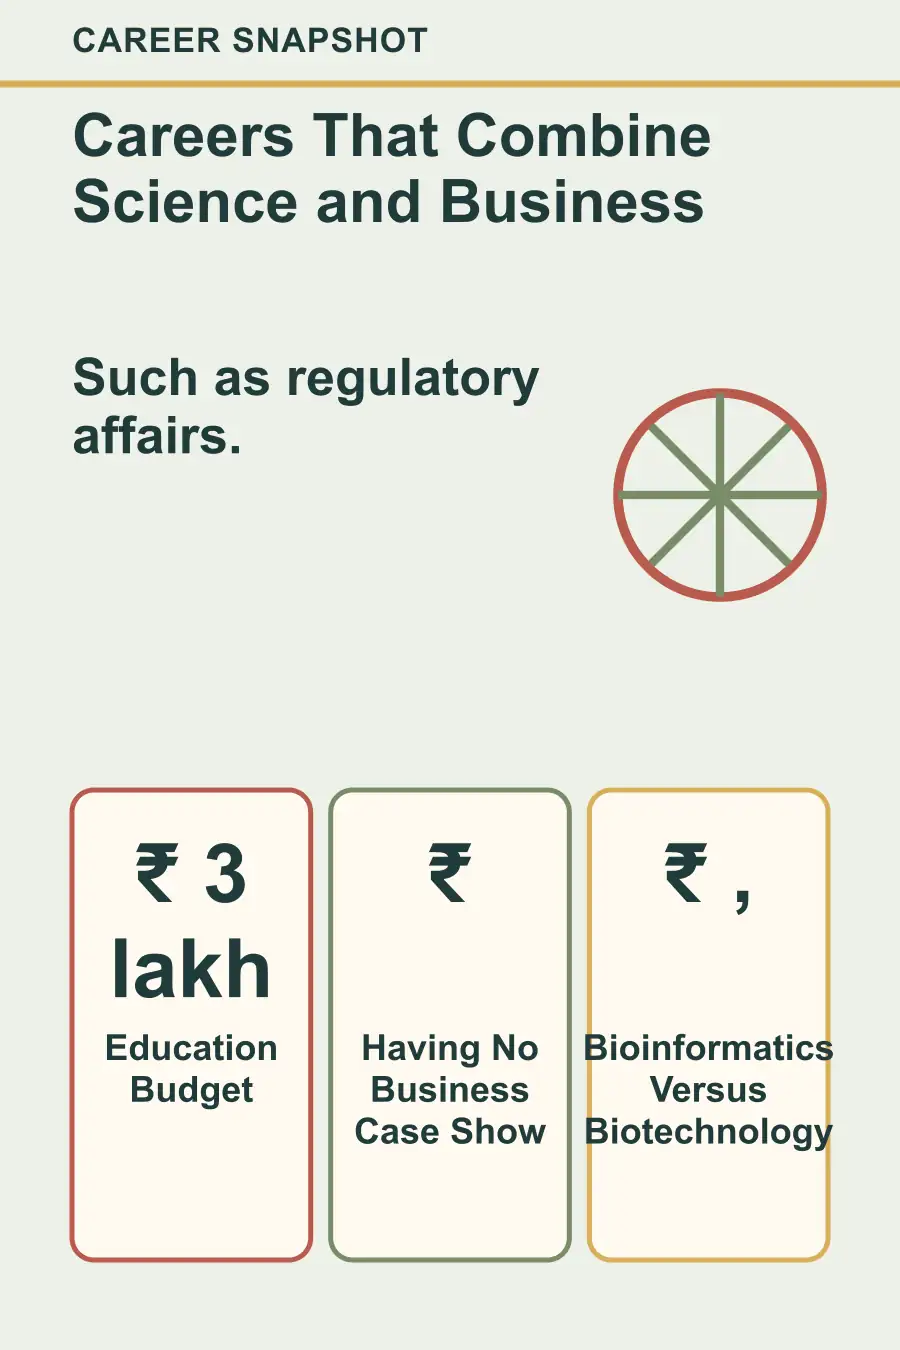 CAREER SNAPSHOT
Careers That Combine
Science and Business
Such as regulatory
affairs.
₹ 3
lakh
Education
Budget
₹
Having No
Business
Case Show
₹ ,
Bioinformatics
Versus
Biotechnology